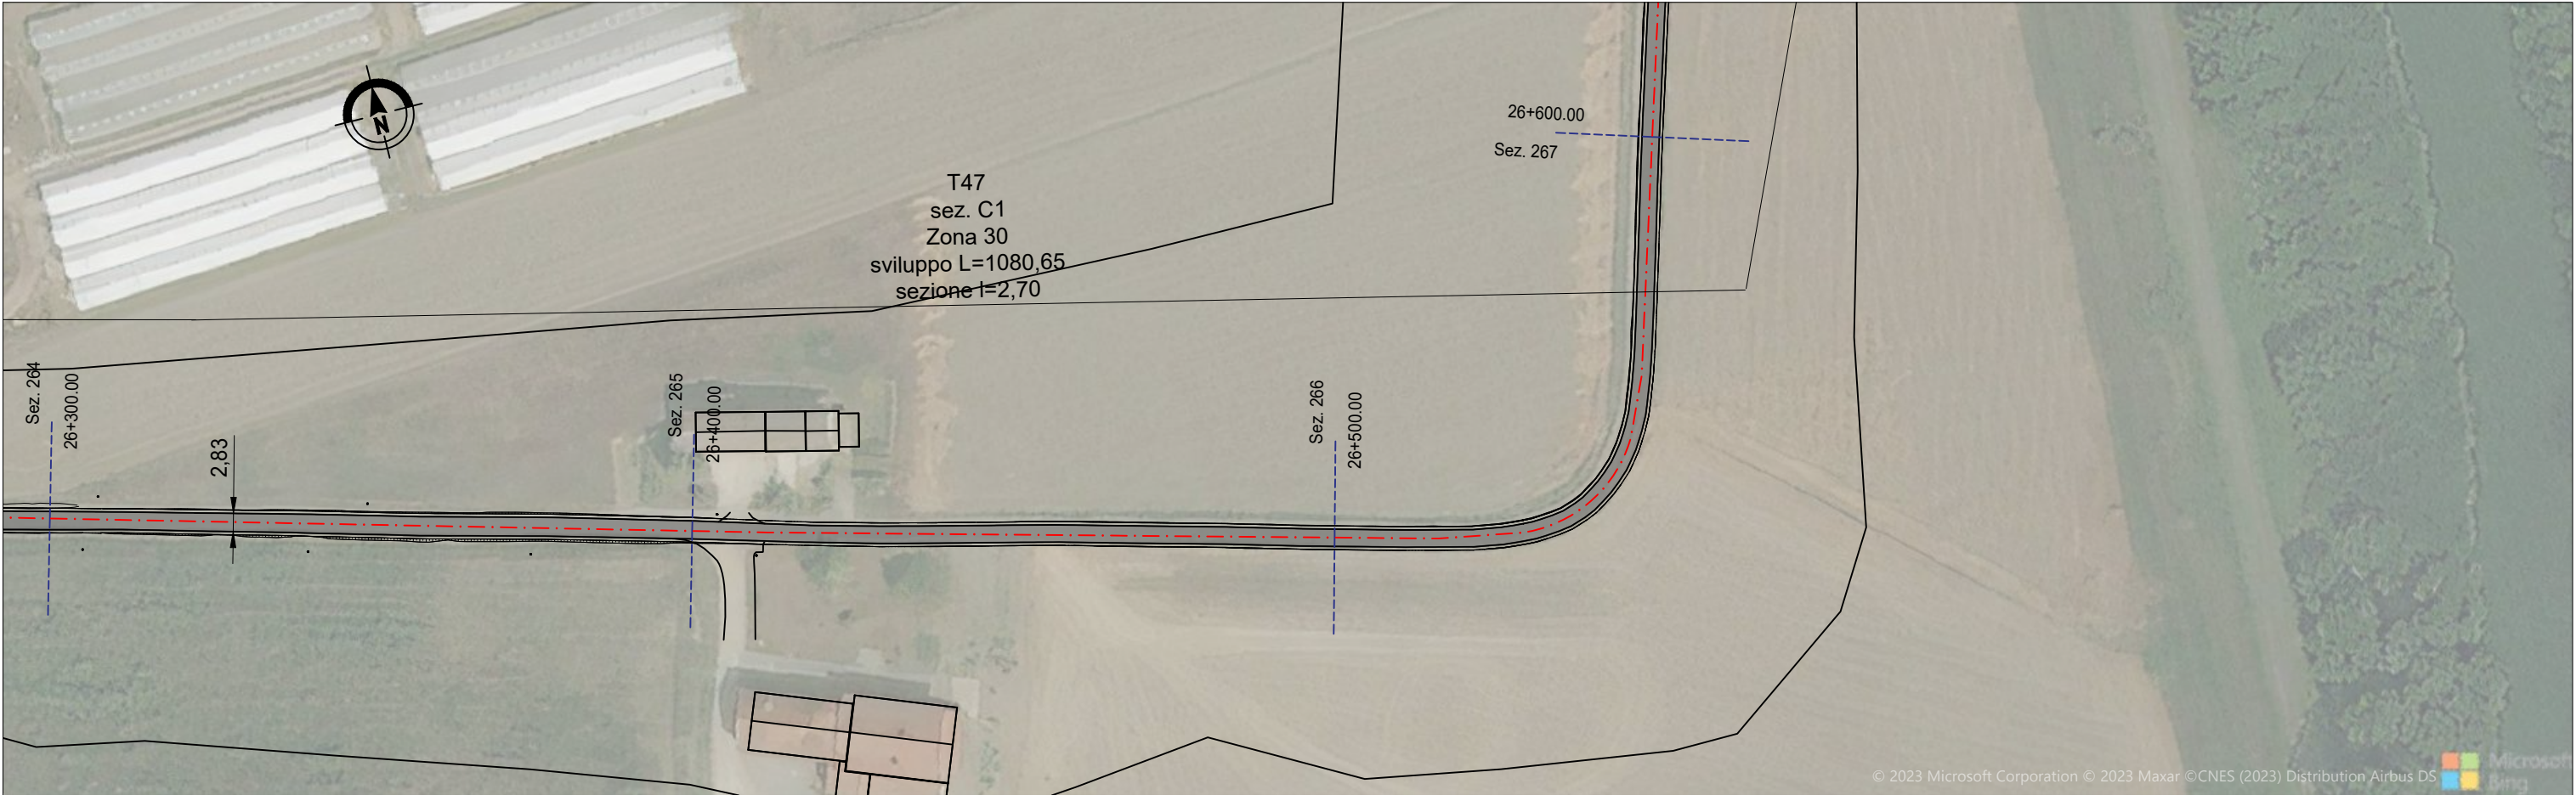 N
26+600.00
Sez. 267
T47
sez. C1
Zona 30
sviluppo L=1080,65
sezione l=2,70
Sez. 264
26+300.00
Sez. 265
26+400.00
Sez. 266
26+500.00
2,83
© 2023 Microsoft Corporation © 2023 Maxar ©CNES (2023) Distribution Airbus DS
Microsoft
Bing